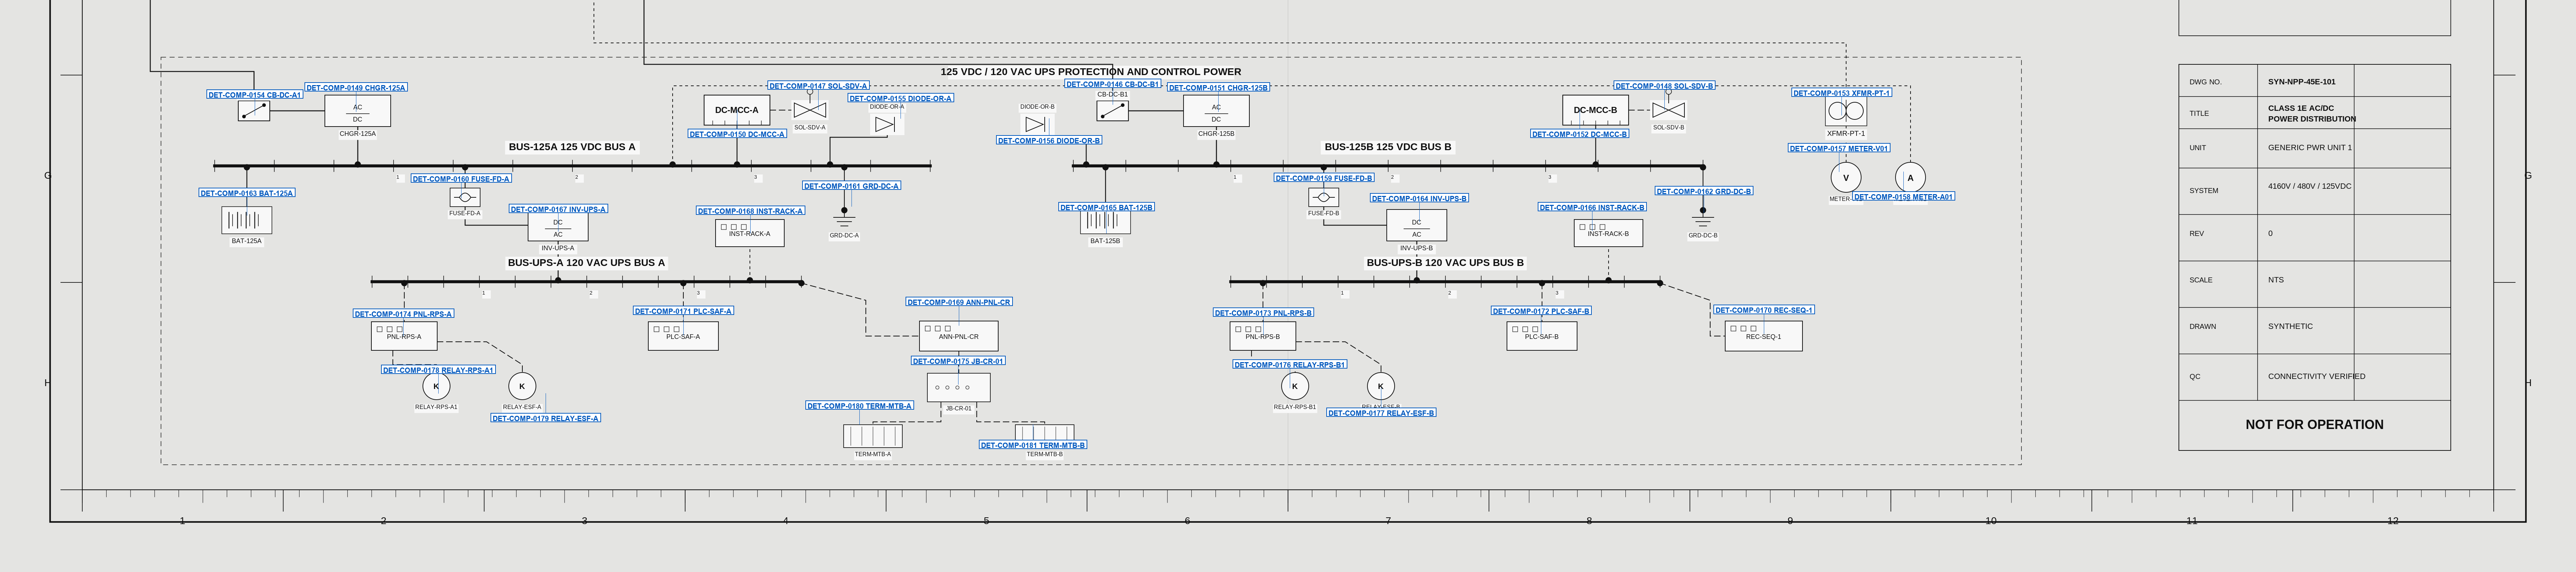 125 VDC / 120 VAC UPS PROTECTION AND CONTROL POWER
DET-COMP-0154 CB-DC-A1
DET-COMP-0149 CHGR-125A
AC
DC
CHGR-125A
DC-MCC-A
DET-COMP-0150 DC-MCC-A
DET-COMP-0147 SOL-SDV-A
SOL-SDV-A
DET-COMP-0155 DIODE-OR-A
DIODE-OR-A
DIODE-OR-B
DET-COMP-0156 DIODE-OR-B
DET-COMP-0146 CB-DC-B1
CB-DC-B1
DET-COMP-0151 CHGR-125B
AC
DC
CHGR-125B
DC-MCC-B
DET-COMP-0152 DC-MCC-B
DET-COMP-0148 SOL-SDV-B
SOL-SDV-B
DET-COMP-0153 XFMR-PT-1
XFMR-PT-1
BUS-125A 125 VDC BUS A
BUS-125B 125 VDC BUS B
DET-COMP-0157 METER-V01
V
A
DET-COMP-0158 METER-A01
1
2
3
1
2
3
G
G
DET-COMP-0163 BAT-125A
BAT-125A
DET-COMP-0160 FUSE-FD-A
FUSE-FD-A
DET-COMP-0167 INV-UPS-A
DC
AC
INV-UPS-A
DET-COMP-0168 INST-RACK-A
INST-RACK-A
DET-COMP-0161 GRD-DC-A
GRD-DC-A
DET-COMP-0165 BAT-125B
BAT-125B
DET-COMP-0159 FUSE-FD-B
FUSE-FD-B
DET-COMP-0164 INV-UPS-B
DC
AC
INV-UPS-B
DET-COMP-0166 INST-RACK-B
INST-RACK-B
DET-COMP-0162 GRD-DC-B
GRD-DC-B
BUS-UPS-A 120 VAC UPS BUS A
BUS-UPS-B 120 VAC UPS BUS B
1
2
3
1
2
3
DET-COMP-0174 PNL-RPS-A
PNL-RPS-A
DET-COMP-0171 PLC-SAF-A
PLC-SAF-A
DET-COMP-0169 ANN-PNL-CR
ANN-PNL-CR
DET-COMP-0173 PNL-RPS-B
PNL-RPS-B
DET-COMP-0172 PLC-SAF-B
PLC-SAF-B
DET-COMP-0170 REC-SEQ-1
REC-SEQ-1
H
H
DET-COMP-0178 RELAY-RPS-A1
K
RELAY-RPS-A1
K
RELAY-ESF-A
DET-COMP-0179 RELAY-ESF-A
DET-COMP-0175 JB-CR-01
JB-CR-01
DET-COMP-0180 TERM-MTB-A
TERM-MTB-A
DET-COMP-0181 TERM-MTB-B
TERM-MTB-B
DET-COMP-0176 RELAY-RPS-B1
K
RELAY-RPS-B1
K
DET-COMP-0177 RELAY-ESF-B
DWG NO. SYN-NPP-45E-101
TITLE CLASS 1E AC/DC
POWER DISTRIBUTION
UNIT GENERIC PWR UNIT 1
SYSTEM 4160V / 480V / 125VDC
REV 0
SCALE NTS
DRAWN SYNTHETIC
QC CONNECTIVITY VERIFIED
NOT FOR OPERATION
1 2 3 4 5 6 7 8 9 10 11 12